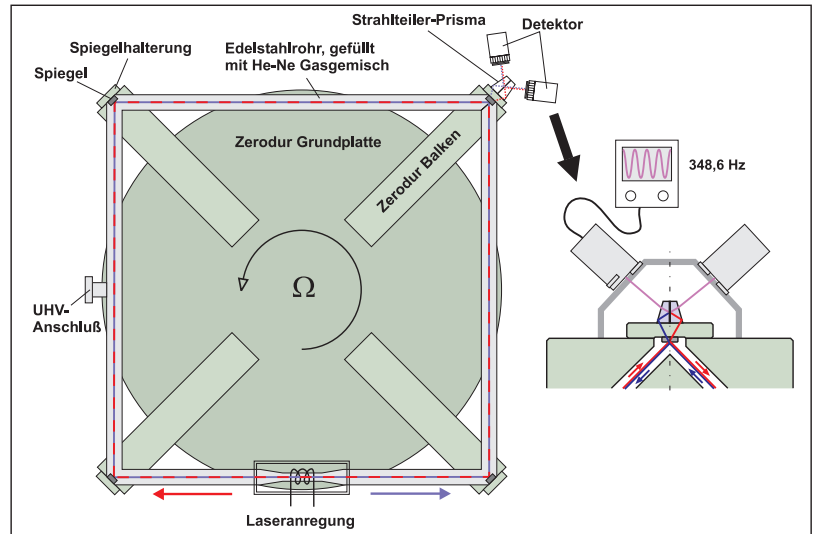 Strahlteiler-Prisma
Detektor
Spiegelhalterung
Spiegel
Edelstahlrohr, gefüllt
mit He-Ne Gasgemisch
Zerodur Grundplatte
Zerodur Balken
348,6 Hz
Ω
UHV-
Anschluß
Laseranregung